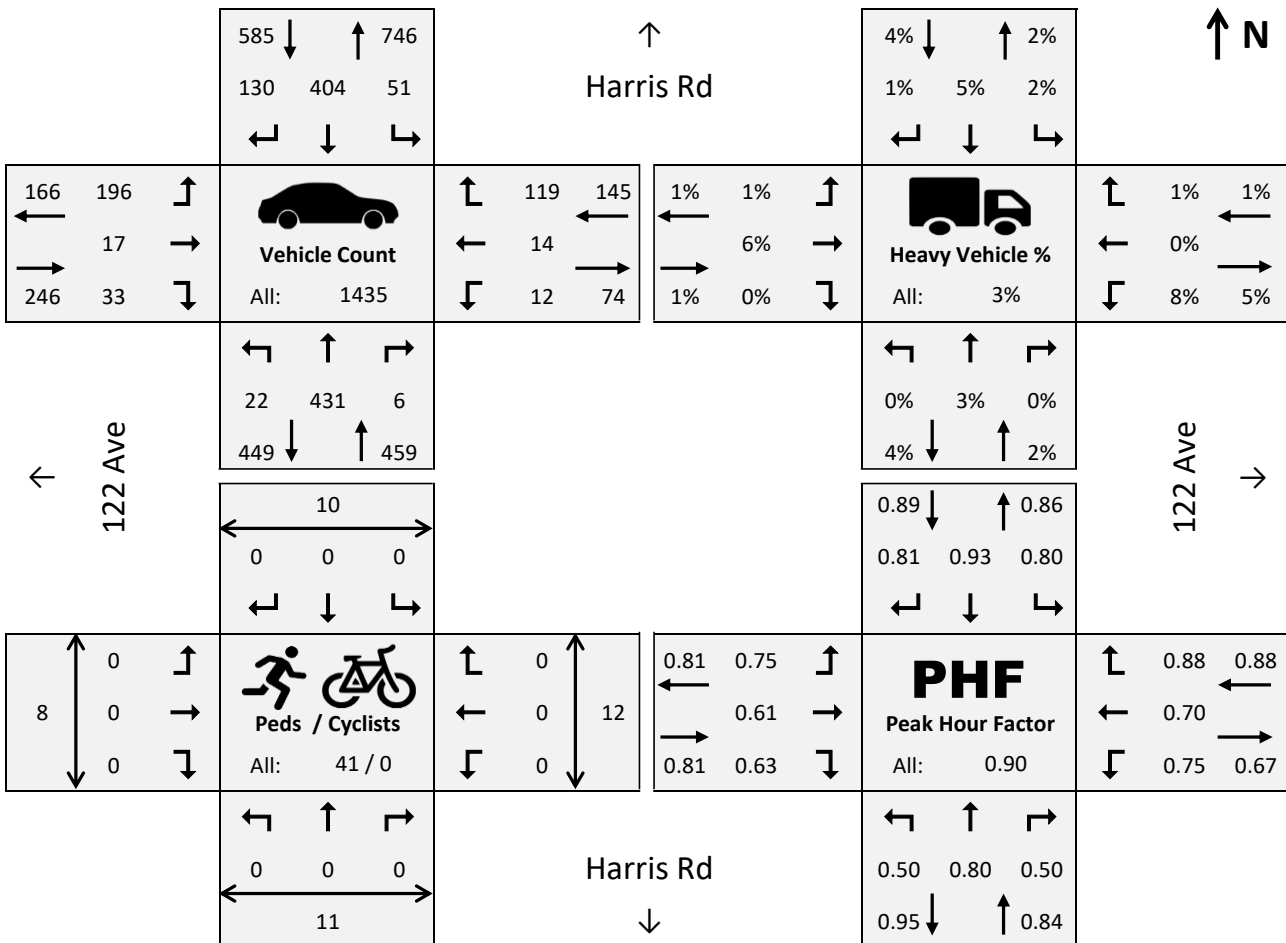 585 746 4% 2% N
130 404 51 Harris Rd 1% 5% 2%
166 196 119 145 1% 1% 1% 1%
17 Vehicle Count 14 6% Heavy Vehicle % 0%
246 33 All: 1435 12 74 1% 0% All: 3% 8% 5%
22 431 6 0% 3% 0%
449 459 4% 2%
122 Ave 122 Ave
10 0.89 0.86
0 0 0 0.81 0.93 0.80
0 0 0.81 0.75 PHF 0.88 0.88
8 0 Peds / Cyclists 0 12 0.61 Peak Hour Factor 0.70
0 All: 41 / 0 0 0.81 0.63 All: 0.90 0.75 0.67
0 0 0 Harris Rd 0.50 0.80 0.50
11 0.95 0.84